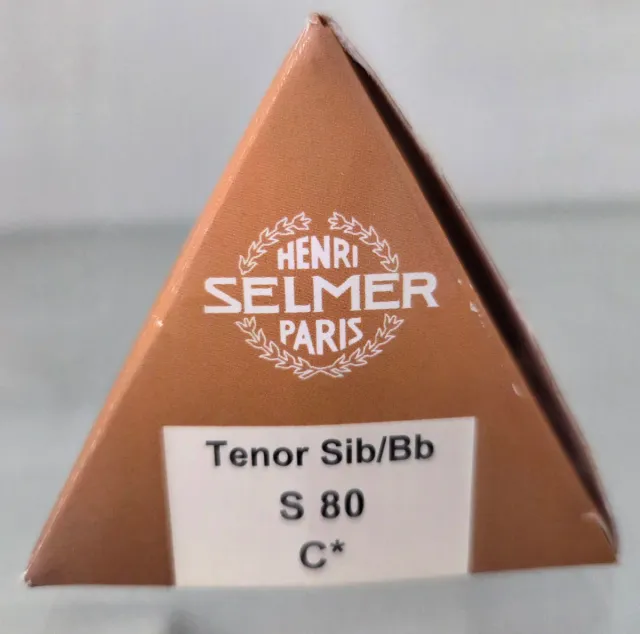 HENRI
SELMER
PARIS
Tenor Sib/Bb
S 80
C*